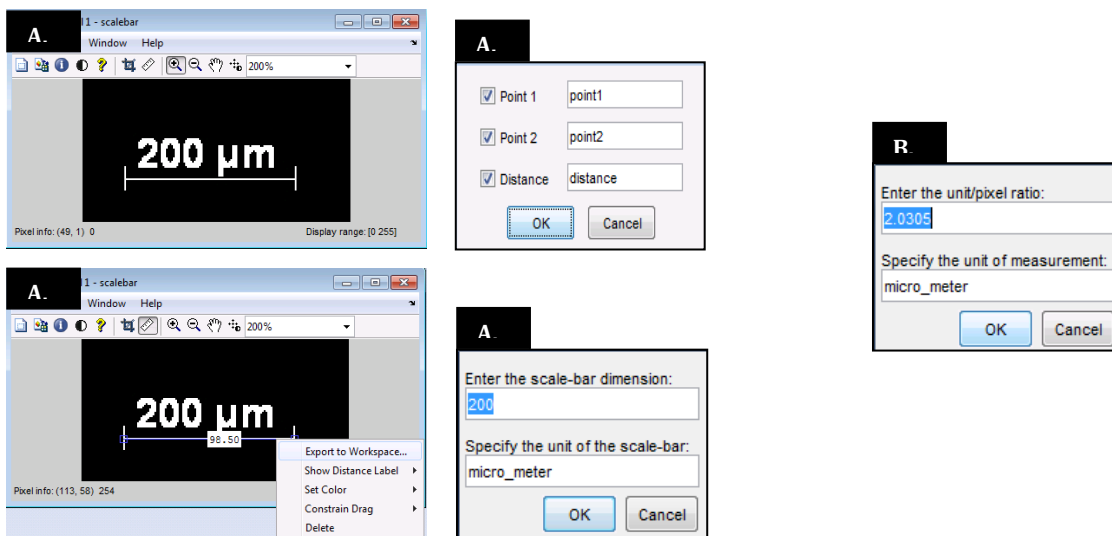 A.
1 - scalebar
Window Help
200%
200 µm
Pixel info: (49, 1) 0
Display range: [0 255]
A.
Point 1
point1
Point 2
point2
Distance
distance
OK
Cancel
A.
1 - scalebar
Window Help
200%
200 µm
98.50
Export to Workspace...
Show Distance Label
Set Color
Constrain Drag
Delete
Pixel info: (113, 58) 254
A.
Enter the scale-bar dimension:
200
Specify the unit of the scale-bar:
micro_meter
OK
Cancel
B.
Enter the unit/pixel ratio:
2.0305
Specify the unit of measurement:
micro_meter
OK
Cancel